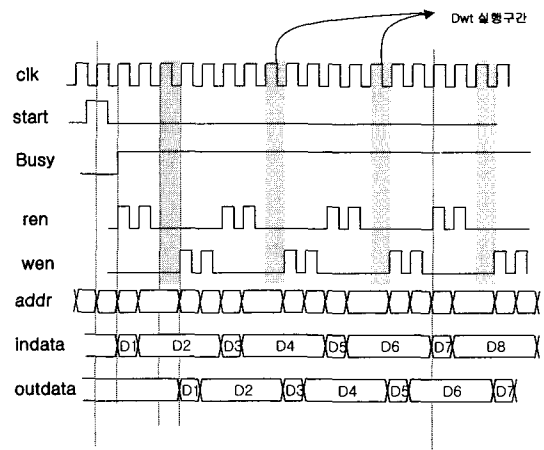 Dwt 실행구간
clk
start
Busy
ren
wen
addr
indata D1 D2 D3 D4 D5 D6 D7 D8
outdata D1 D2 D3 D4 D5 D6 D7